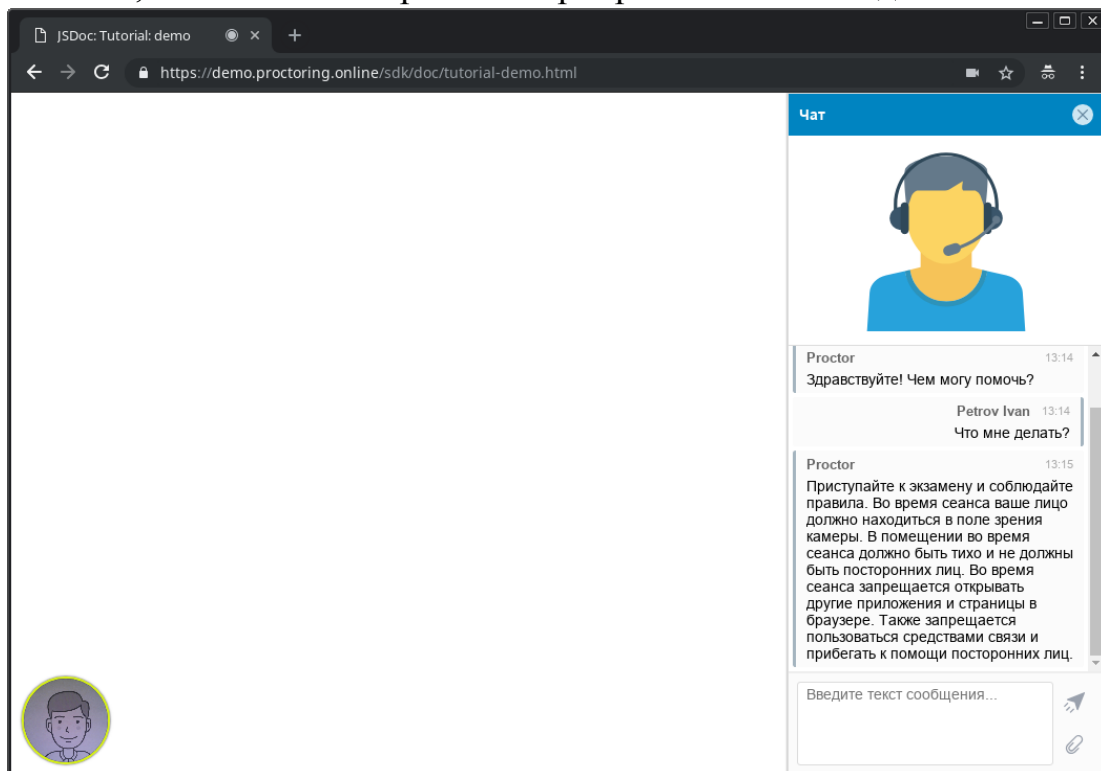 JSDoc: Tutorial: demo
https://demo.proctoring.online/sdk/doc/tutorial-demo.html
Чат
Proctor 13:14
Здравствуйте! Чем могу помочь?
Petrov Ivan 13:14
Что мне делать?
Proctor 13:15
Приступайте к экзамену и соблюдайте
правила. Во время сеанса ваше лицо
должно находиться в поле зрения
камеры. В помещении во время
сеанса должно быть тихо и не должны
быть посторонних лиц. Во время
сеанса запрещается открывать
другие приложения и страницы в
браузере. Также запрещается
пользоваться средствами связи и
прибегать к помощи посторонних лиц.
Введите текст сообщения...